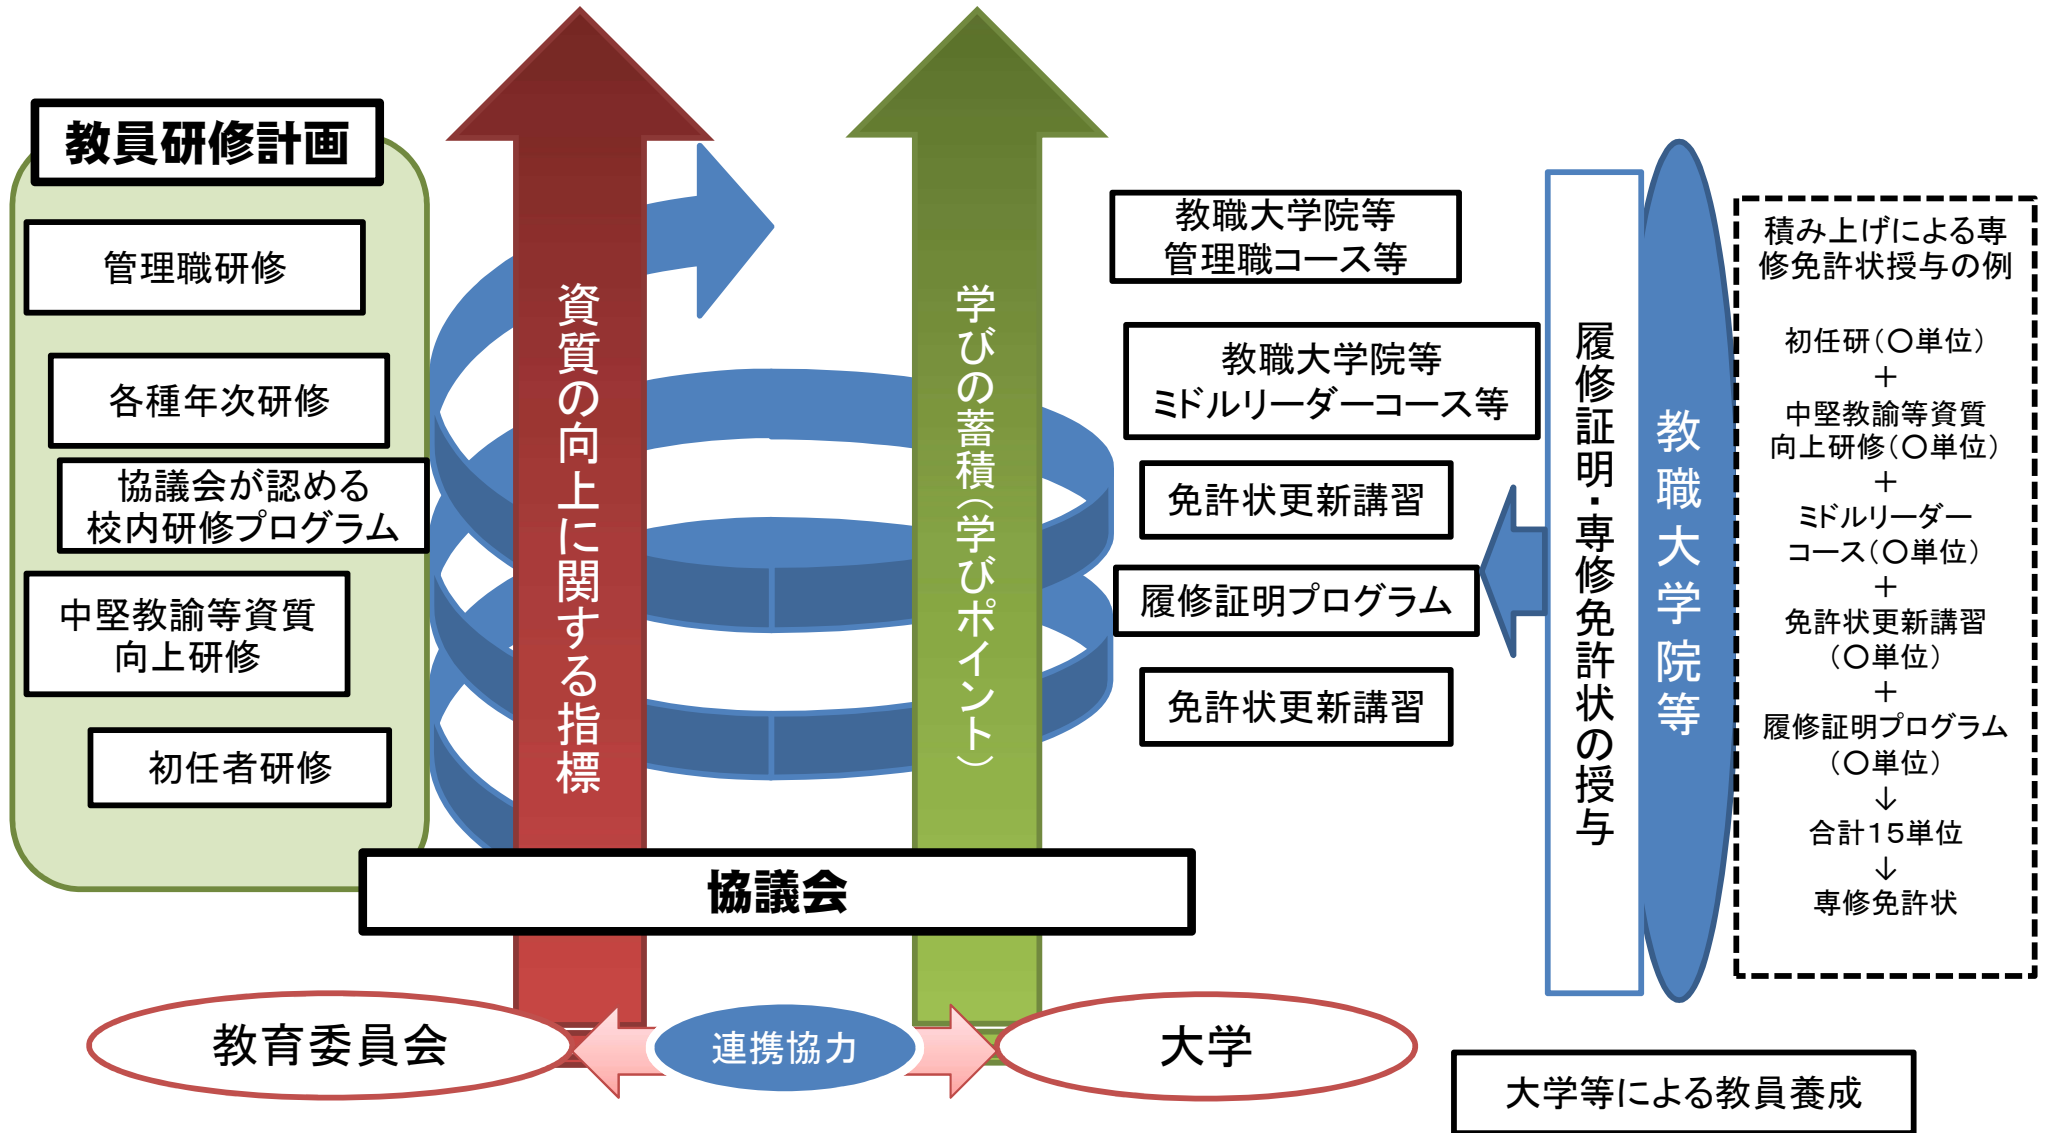 教員研修計画
管理職研修
各種年次研修
協議会が認める
校内研修プログラム
中堅教諭等資質
向上研修
初任者研修
資質の向上に関する指標
学びの蓄積(学びポイント)
教職大学院等
管理職コース等
教職大学院等
ミドルリーダーコース等
免許状更新講習
履修証明プログラム
免許状更新講習
履修証明・専修免許状の授与
教職大学院等
積み上げによる専
修免許状授与の例
初任研(〇単位)
+
中堅教諭等資質
向上研修(〇単位)
+
ミドルリーダー
コース(〇単位)
+
免許状更新講習
(〇単位)
+
履修証明プログラム
(〇単位)
↓
合計15単位
↓
専修免許状
協議会
教育委員会
連携協力
大学
大学等による教員養成